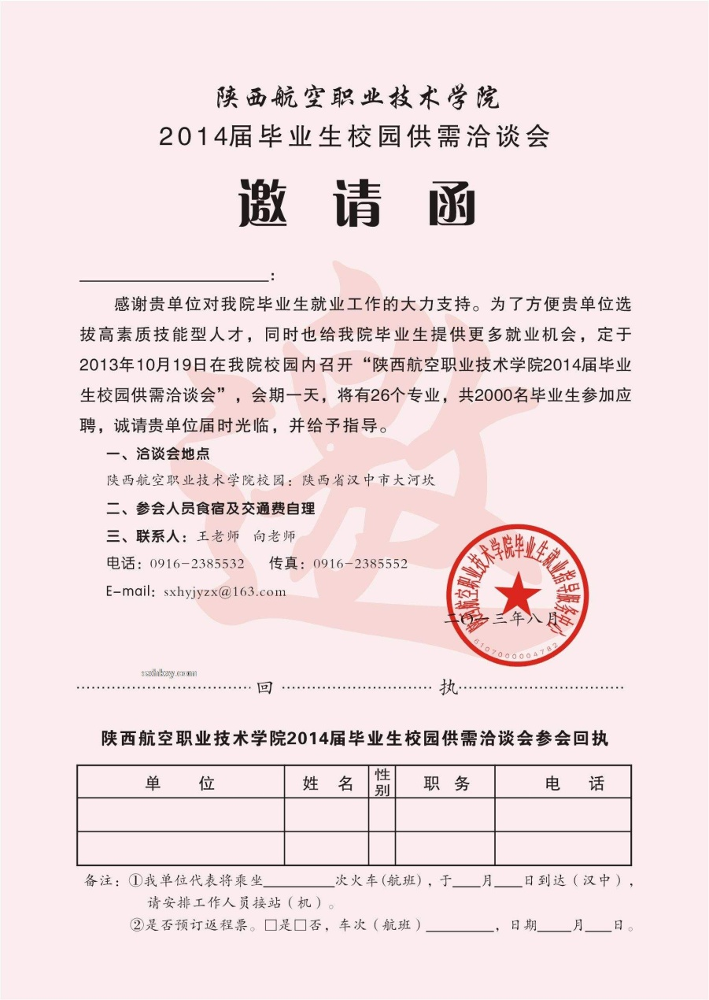 陕西航空职业技术学院
2014届毕业生校园供需洽谈会
邀 请 函
____________________:
感谢贵单位对我院毕业生就业工作的大力支持。为了方便贵单位选
拔高素质技能型人才，同时也给我院毕业生提供更多就业机会，定于
2013年10月19日在我院校园内召开“陕西航空职业技术学院2014届毕业
生校园供需洽谈会”，会期一天，将有26个专业，共2000名毕业生参加应
聘，诚请贵单位届时光临，并给予指导。
一、洽谈会地点
陕西航空职业技术学院校园：陕西省汉中市大河坎
二、参会人员食宿及交通费自理
三、联系人：王老师 向老师
电话：0916-2385532 传真：0916-2385552
E-mail：sxhyjyzx@163.com
陕西航空职业技术学院毕业生就业指导服务中心
二〇一三年八月
6107000004782
sxhkxy.com
回 执
陕西航空职业技术学院2014届毕业生校园供需洽谈会参会回执
单 位 姓 名 性别 职 务 电 话
备注：①我单位代表将乘坐________次火车(航班)，于___月___日到达（汉中），
请安排工作人员接站（机）。
②是否预订返程票。□是□否，车次（航班）________，日期___月___日。